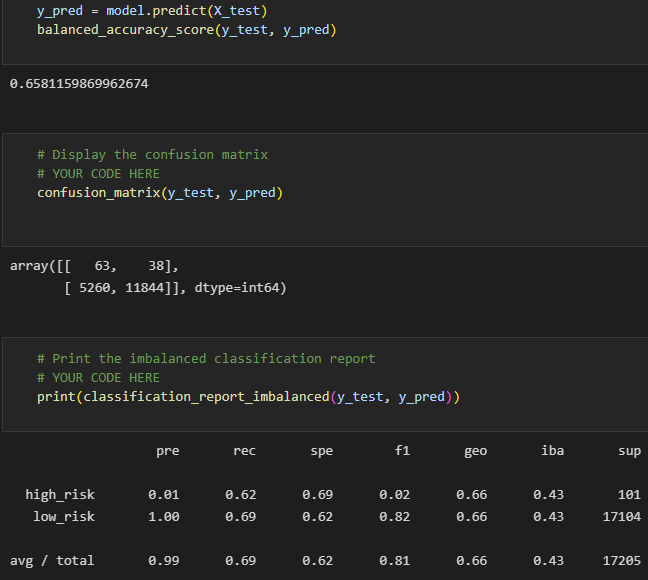 y_pred = model.predict(X_test)
balanced_accuracy_score(y_test, y_pred)
0.6581159869962674
# Display the confusion matrix
# YOUR CODE HERE
confusion_matrix(y_test, y_pred)
array([[   63,    38],
       [ 5260, 11844]], dtype=int64)
# Print the imbalanced classification report
# YOUR CODE HERE
print(classification_report_imbalanced(y_test, y_pred))
pre rec spe f1 geo iba sup
high_risk 0.01 0.62 0.69 0.02 0.66 0.43 101
low_risk 1.00 0.69 0.62 0.82 0.66 0.43 17104
avg / total 0.99 0.69 0.62 0.81 0.66 0.43 17205